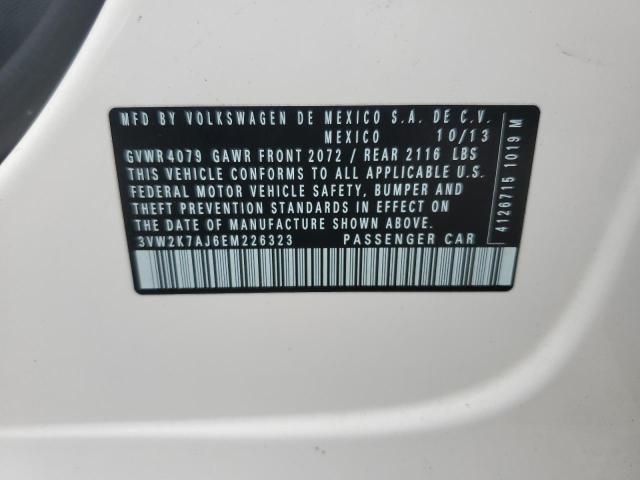 MFD BY VOLKSWAGEN DE MEXICO S.A. DE C.V.
MEXICO 10/13
GVWR 4079 GAWR FRONT 2072 / REAR 2116 LBS
THIS VEHICLE CONFORMS TO ALL APPLICABLE U.S.
FEDERAL MOTOR VEHICLE SAFETY, BUMPER AND
THEFT PREVENTION STANDARDS IN EFFECT ON
THE DATE OF MANUFACTURE SHOWN ABOVE.
3VW2K7AJ6EM226323 PASSENGER CAR
4126715 1019 M